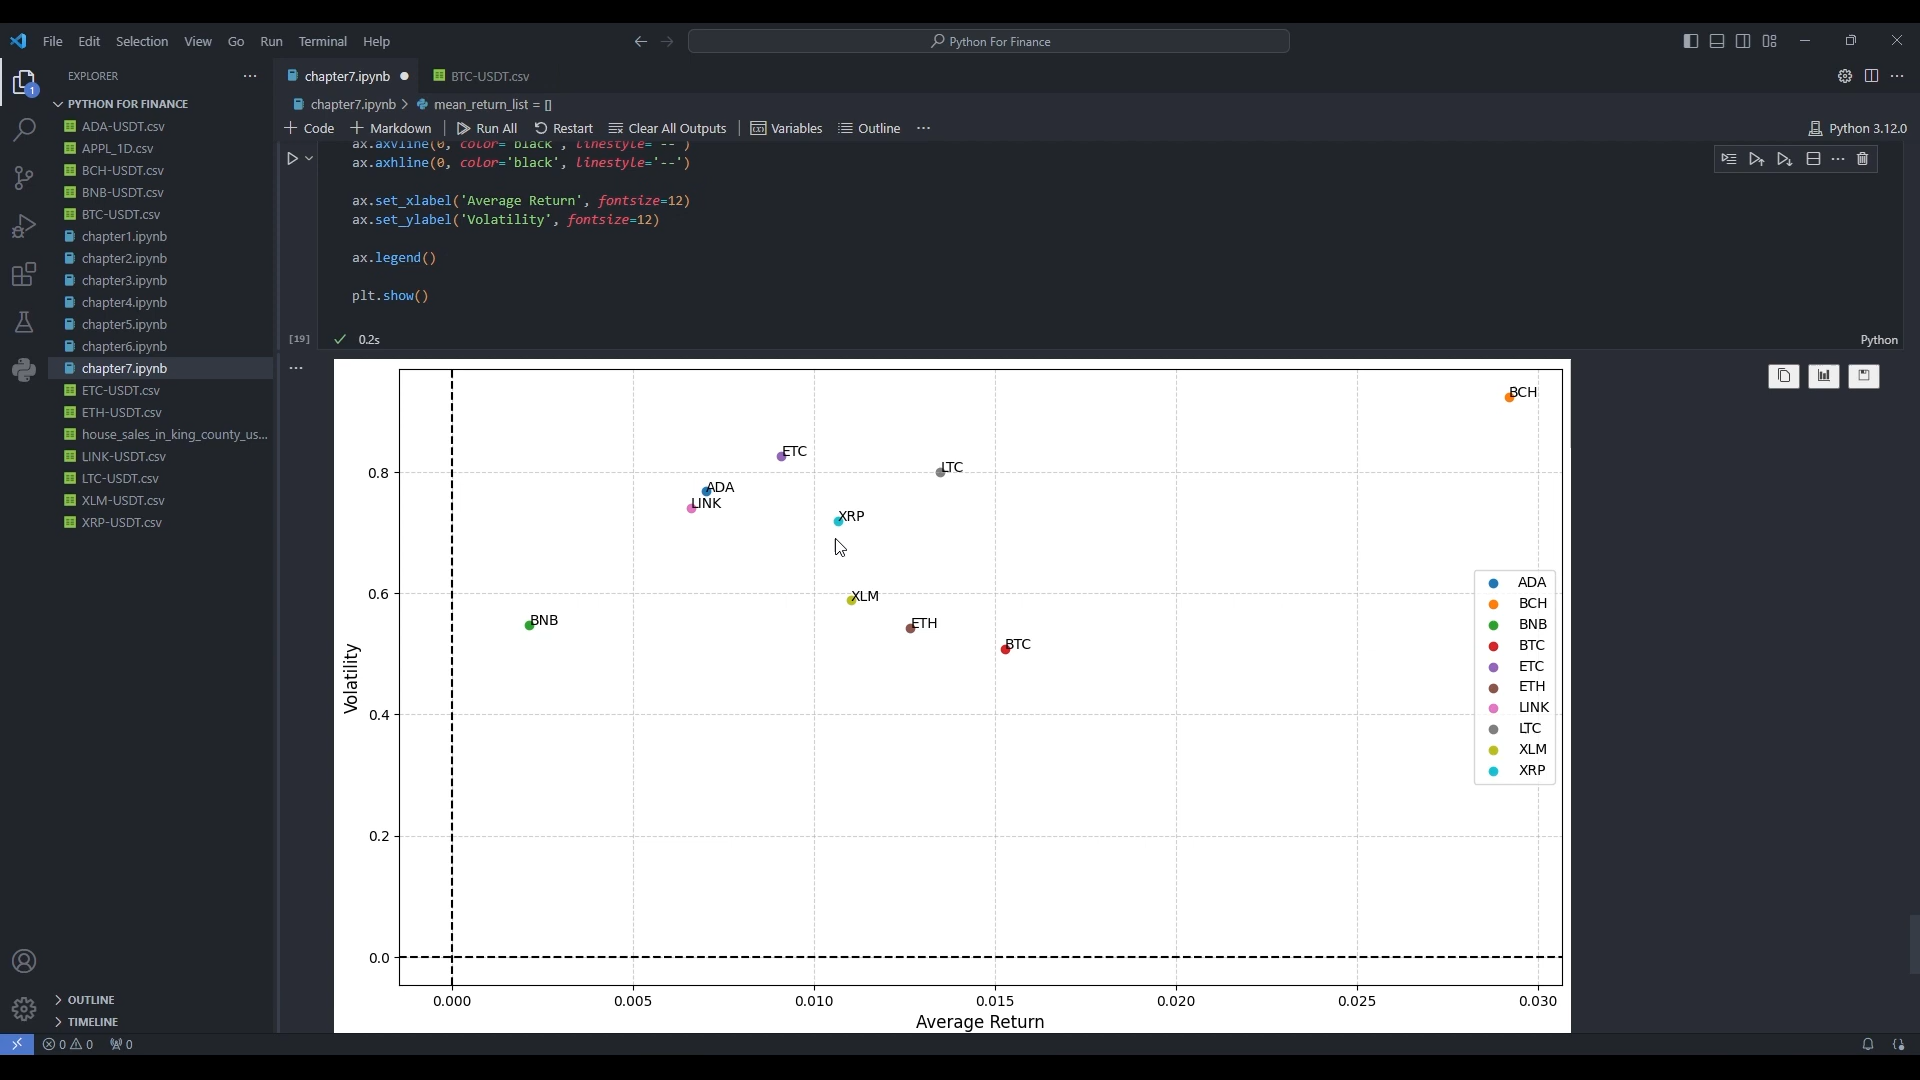 File Edit Selection View Go Run Terminal Help
Python For Finance
EXPLORER
PYTHON FOR FINANCE
ADA-USDT.csv
APPL_1D.csv
BCH-USDT.csv
BNB-USDT.csv
BTC-USDT.csv
chapter1.ipynb
chapter2.ipynb
chapter3.ipynb
chapter4.ipynb
chapter5.ipynb
chapter6.ipynb
chapter7.ipynb
ETC-USDT.csv
ETH-USDT.csv
house_sales_in_king_county_us...
LINK-USDT.csv
LTC-USDT.csv
XLM-USDT.csv
XRP-USDT.csv
OUTLINE
TIMELINE
1
chapter7.ipynb
BTC-USDT.csv
chapter7.ipynb > mean_return_list = []
Code Markdown Run All Restart Clear All Outputs Variables Outline ...
Python 3.12.0
ax.axvline(0, color='black', linestyle='--')
ax.axhline(0, color='black', linestyle='--')
ax.set_xlabel('Average Return', fontsize=12)
ax.set_ylabel('Volatility', fontsize=12)
ax.legend()
plt.show()
[19] 0.2s
Python
BCH
ETC
LTC
ADA
LINK
XRP
XLM
BNB
ETH
BTC
0.8
0.6
0.4
0.2
0.0
Volatility
ADA
BCH
BNB
BTC
ETC
ETH
LINK
LTC
XLM
XRP
0.000 0.005 0.010 0.015 0.020 0.025 0.030
Average Return
0 0 0